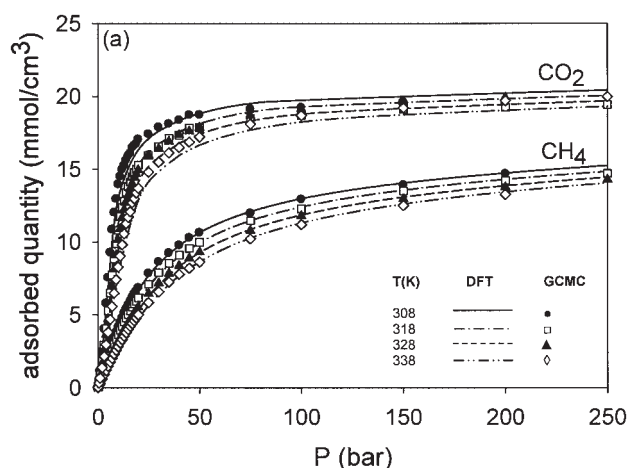 (a)
25
20
15
10
5
0
adsorbed quantity (mmol/cm³)
CO₂
CH₄
T(K) DFT GCMC
308
318
328
338
0 50 100 150 200 250
P (bar)